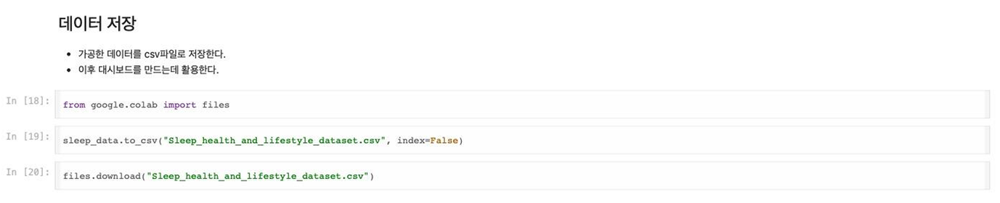 데이터 저장
• 가공한 데이터를 csv파일로 저장한다.
• 이후 대시보드를 만드는데 활용한다.
In [18]: from google.colab import files
In [19]: sleep_data.to_csv("Sleep_health_and_lifestyle_dataset.csv", index=False)
In [20]: files.download("Sleep_health_and_lifestyle_dataset.csv")